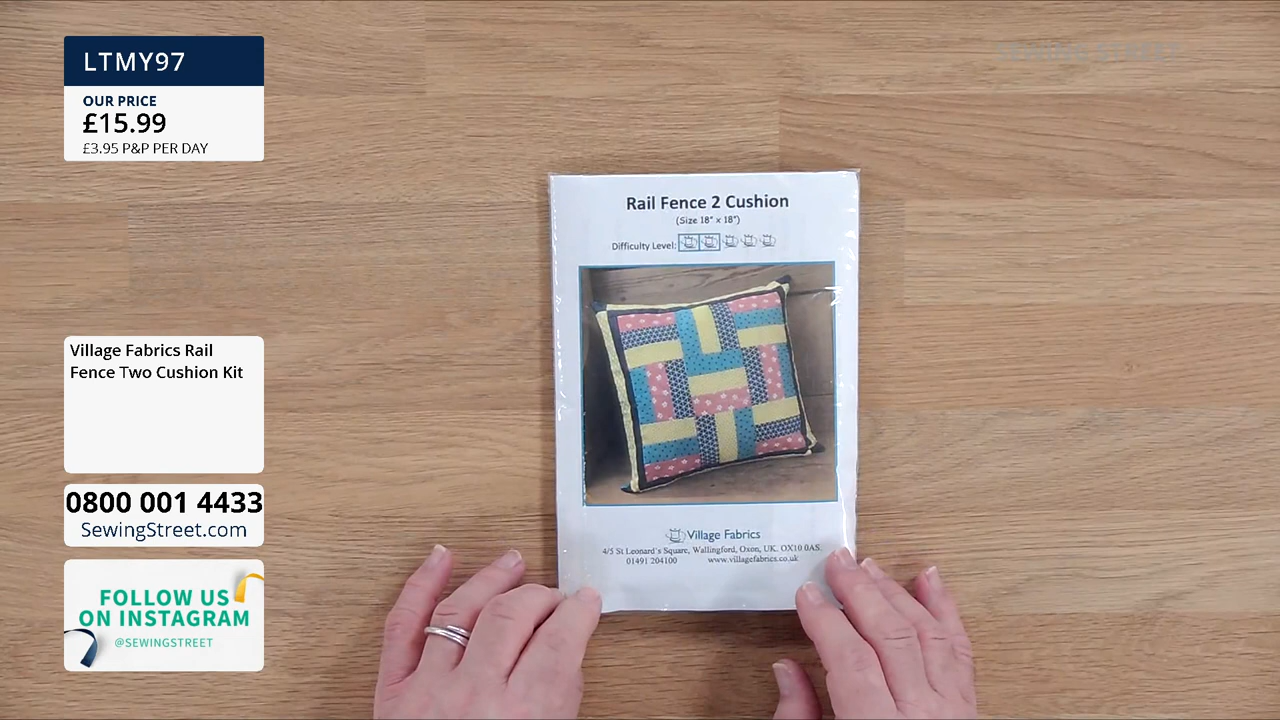 LTMY97
OUR PRICE
£15.99
£3.95 P&P PER DAY
SEWING STREET
Rail Fence 2 Cushion
(Size 18" x 18")
Difficulty Level:
Village Fabrics
4/5 St Leonard's Square, Wallingford, Oxon, UK. OX10 0AS.
01491 204100 www.villagefabrics.co.uk
Village Fabrics Rail
Fence Two Cushion Kit
0800 001 4433
SewingStreet.com
FOLLOW US
ON INSTAGRAM
@SEWINGSTREET